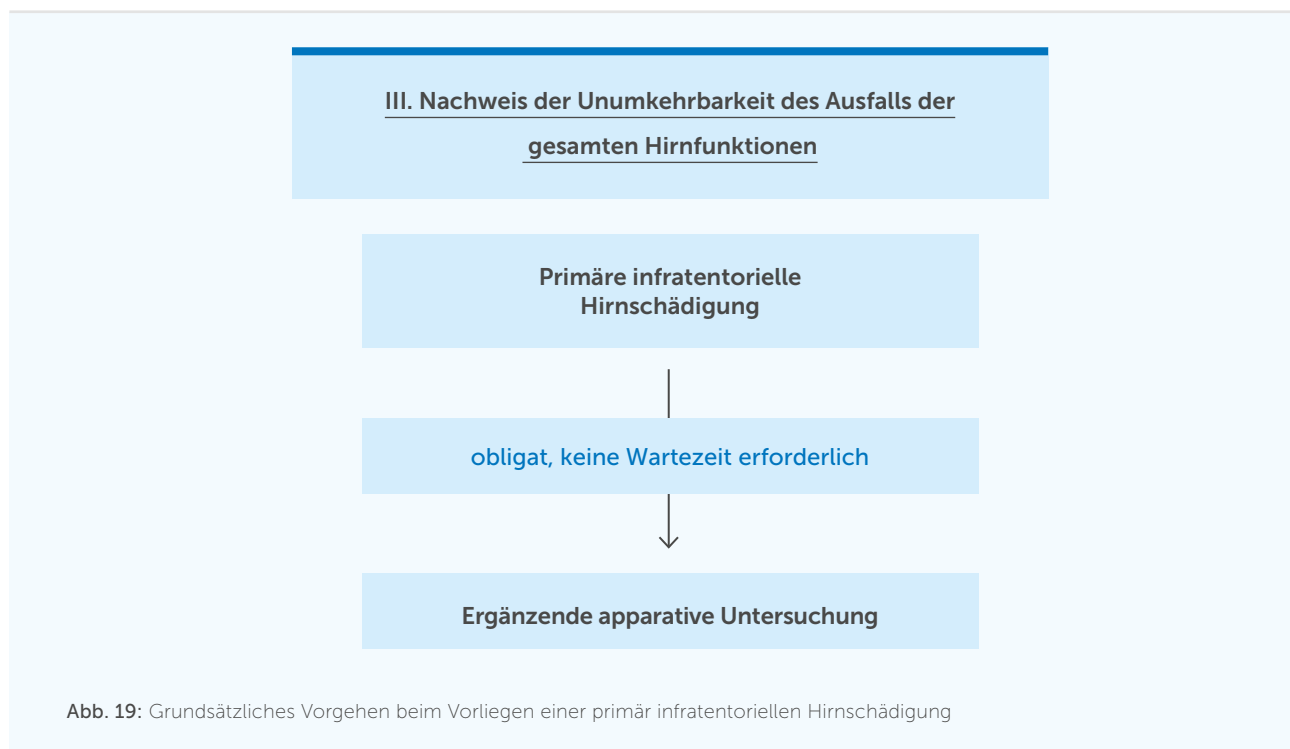 III. Nachweis der Unumkehrbarkeit des Ausfalls der
gesamten Hirnfunktionen
Primäre infratentorielle
Hirnschädigung
obligat, keine Wartezeit erforderlich
Ergänzende apparative Untersuchung
Abb. 19: Grundsätzliches Vorgehen beim Vorliegen einer primär infratentoriellen Hirnschädigung